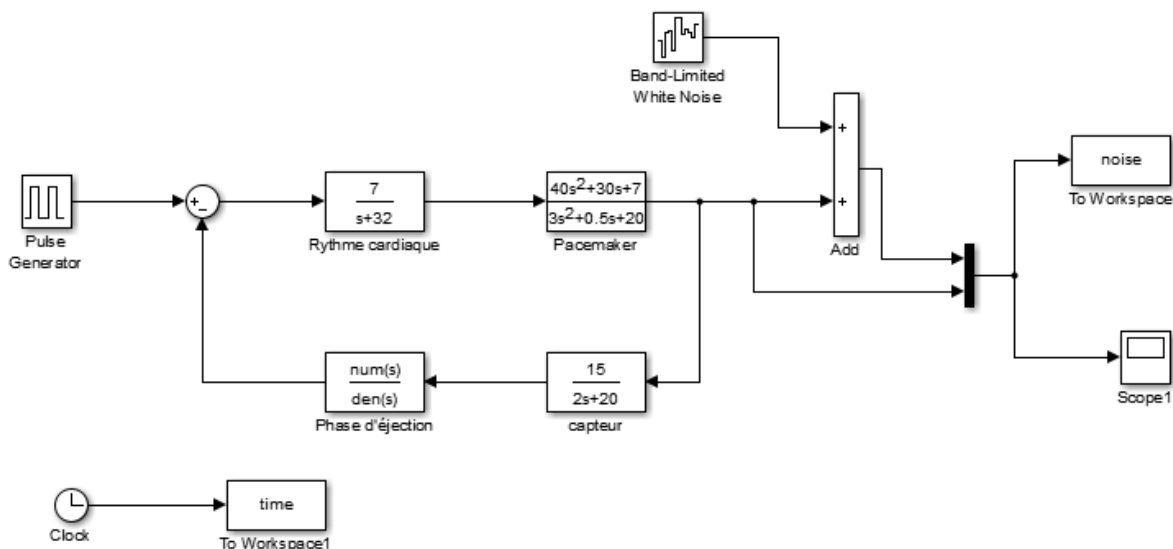 Band-Limited
White Noise
+
+
Add
noise
To Workspace
Pulse
Generator
+
−
7
s+32
Rythme cardiaque
40s²+30s+7
3s²+0.5s+20
Pacemaker
num(s)
den(s)
Phase d'éjection
15
2s+20
capteur
Scope1
Clock
time
To Workspace1